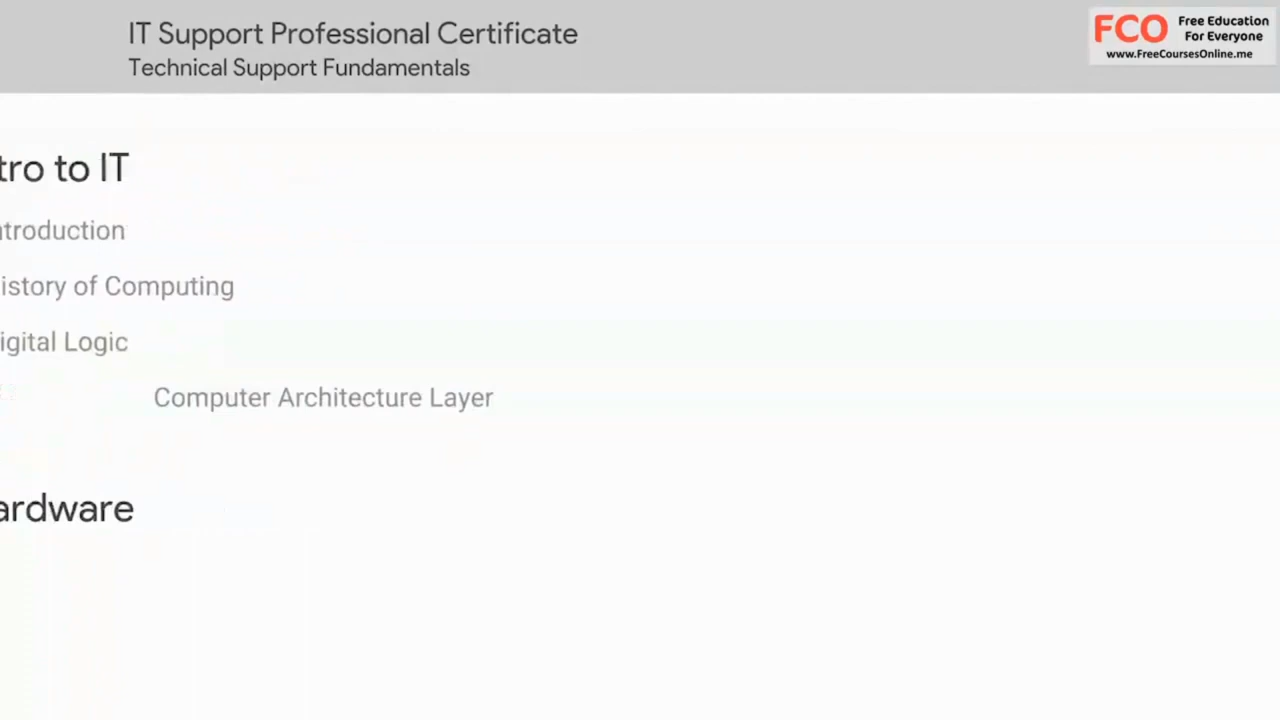 IT Support Professional Certificate
Technical Support Fundamentals
FCO Free Education
For Everyone
www.FreeCoursesOnline.me
tro to IT
ntroduction
istory of Computing
igital Logic
Computer Architecture Layer
ardware